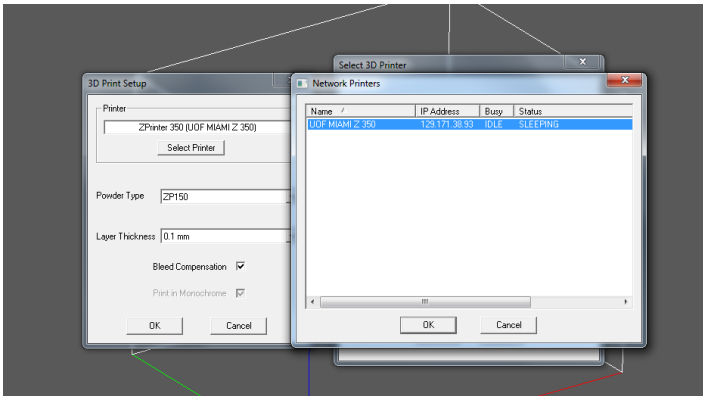 Select 3D Printer
X
3D Print Setup
Network Printers
X
Printer
ZPrinter 350 (UOF MIAMI Z 350)
Select Printer
Powder Type ZP150
Layer Thickness 0.1 mm
Bleed Compensation
Print in Monochrome
OK Cancel
Name IP Address Busy Status
UOF MIAMI Z 350 129.171.38.93 IDLE SLEEPING
OK Cancel